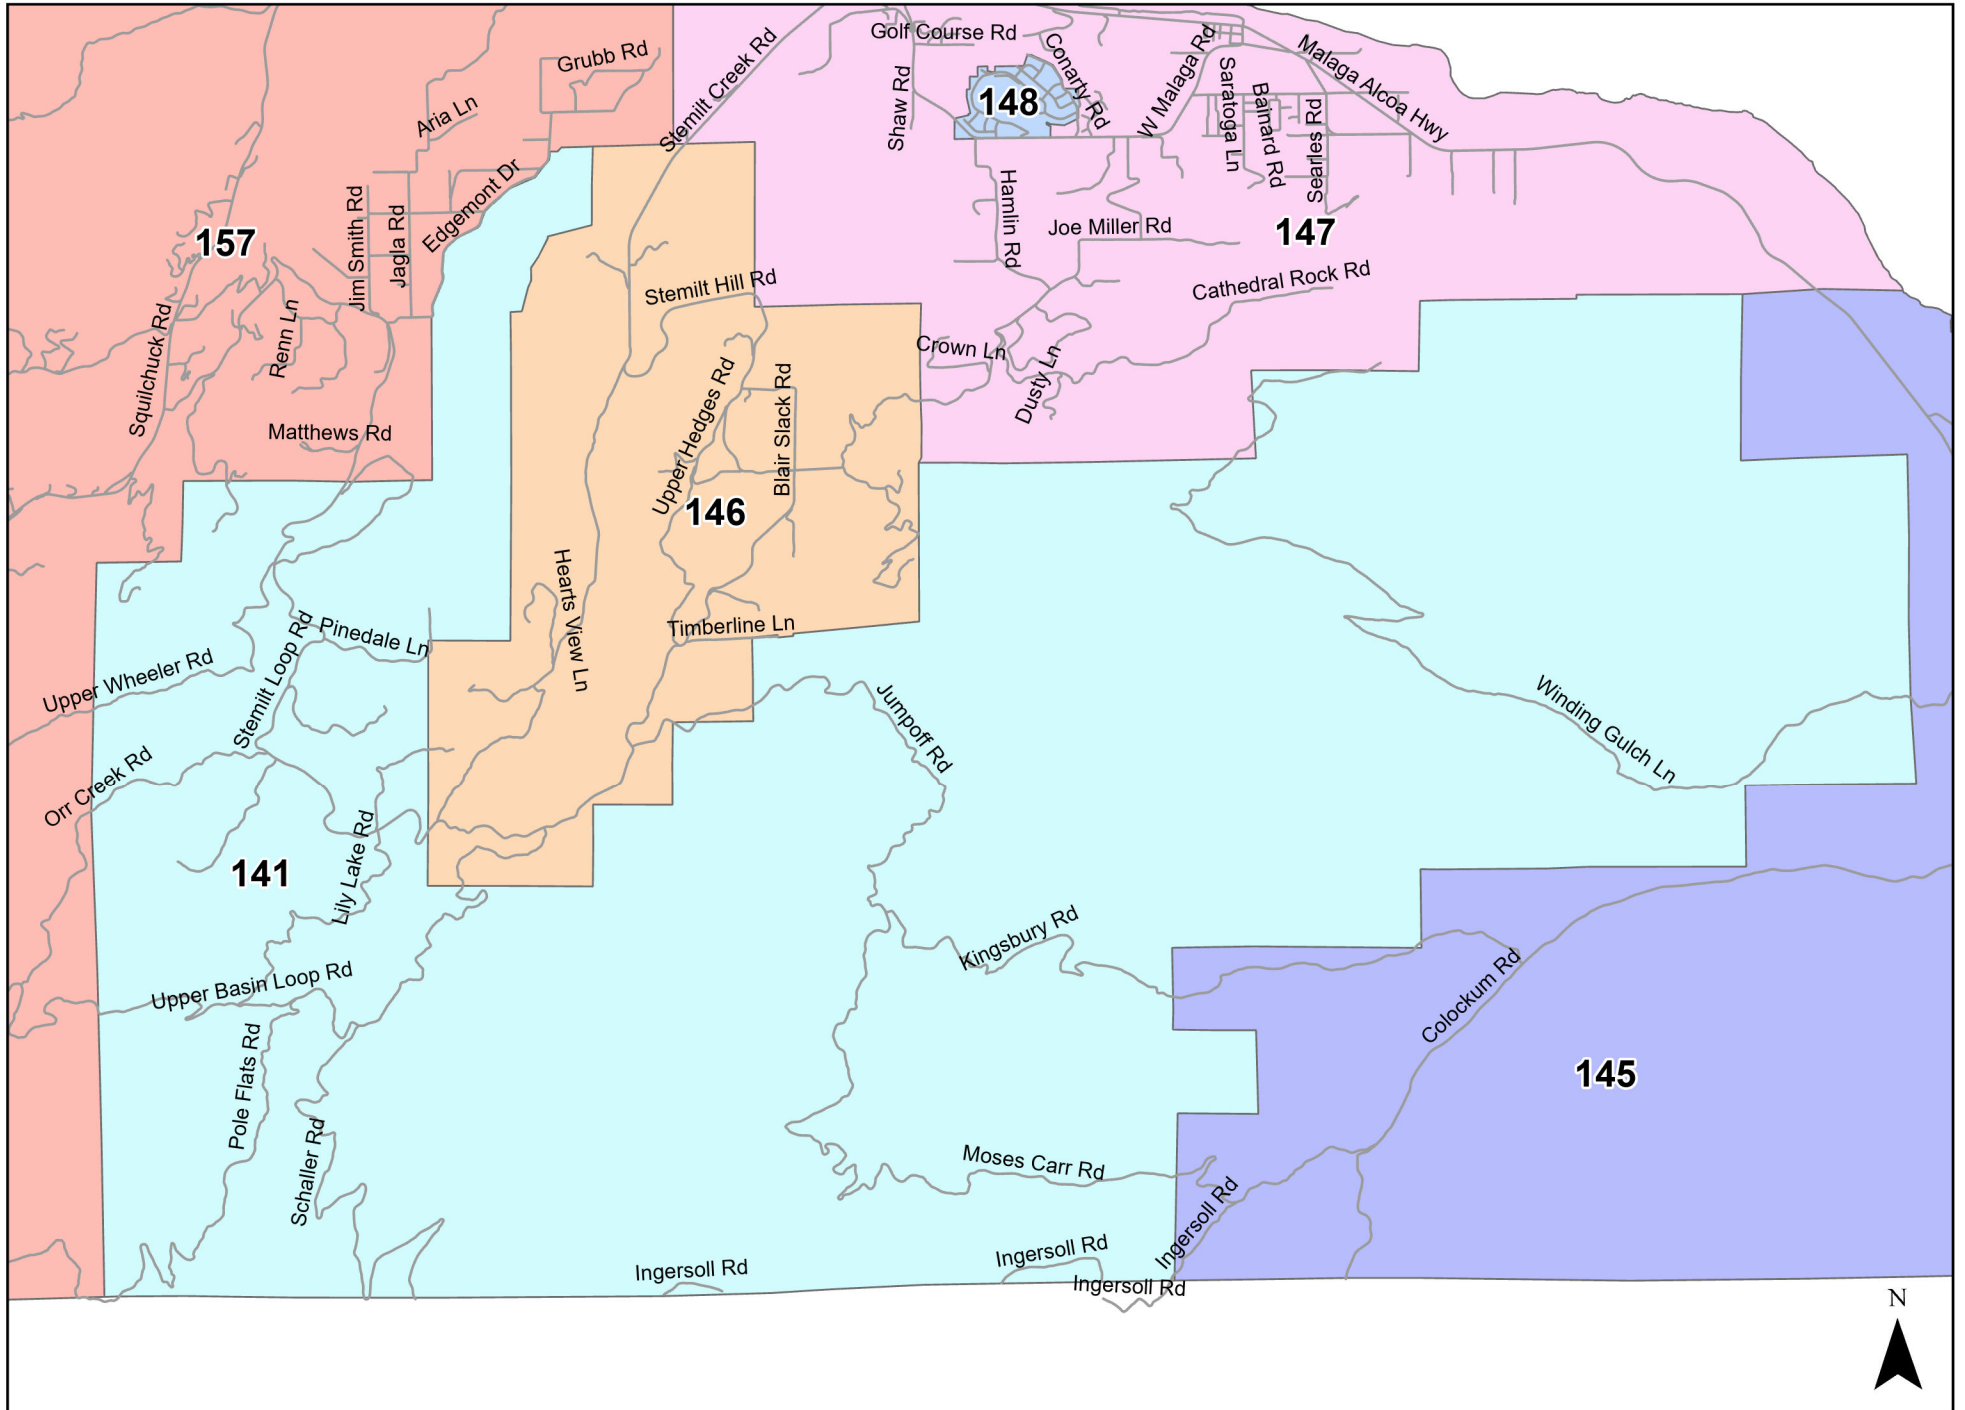 Golf Course Rd
Grubb Rd
Stemilt Creek Rd
Conarty Rd
W Malaga Rd
Malaga Alcoa Hwy
Shaw Rd
148
Saratoga Ln
Bainard Rd
Searles Rd
Aria Ln
Edgemont Dr
Jim Smith Rd
Jagla Rd
157
Hamlin Rd
Joe Miller Rd
147
Stemilt Hill Rd
Cathedral Rock Rd
Squilchuck Rd
Renn Ln
Crown Ln
Dusty Ln
Matthews Rd
Upper Hedges Rd
Blair Slack Rd
146
Hearts View Ln
Timberline Ln
Pinedale Ln
Upper Wheeler Rd
Stemilt Loop Rd
Jumpoff Rd
Winding Gulch Ln
Orr Creek Rd
141
Lily Lake Rd
Kingsbury Rd
Upper Basin Loop Rd
Colockum Rd
Pole Flats Rd
145
Schaller Rd
Moses Carr Rd
Ingersoll Rd
Ingersoll Rd
Ingersoll Rd
Ingersoll Rd
N